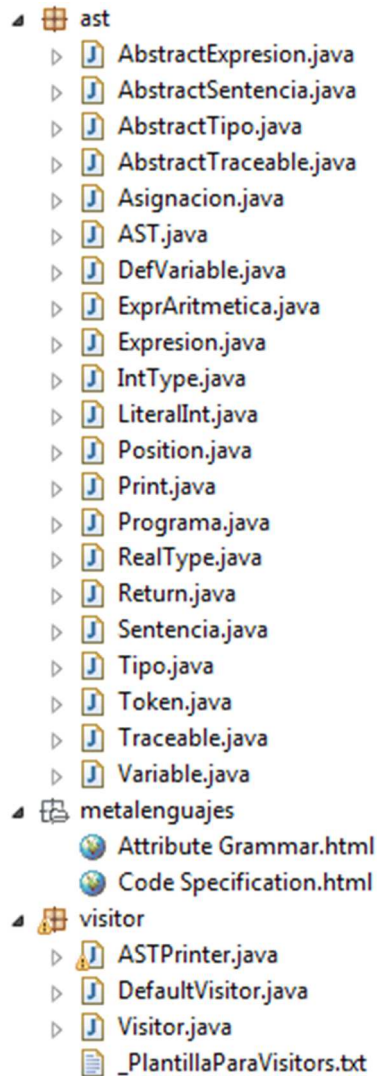 ast
AbstractExpresion.java
AbstractSentencia.java
AbstractTipo.java
AbstractTraceable.java
Asignacion.java
AST.java
DefVariable.java
ExprAritmetica.java
Expresion.java
IntType.java
LiteralInt.java
Position.java
Print.java
Programa.java
RealType.java
Return.java
Sentencia.java
Tipo.java
Token.java
Traceable.java
Variable.java
metalenguajes
Attribute Grammar.html
Code Specification.html
visitor
ASTPrinter.java
DefaultVisitor.java
Visitor.java
_PlantillaParaVisitors.txt